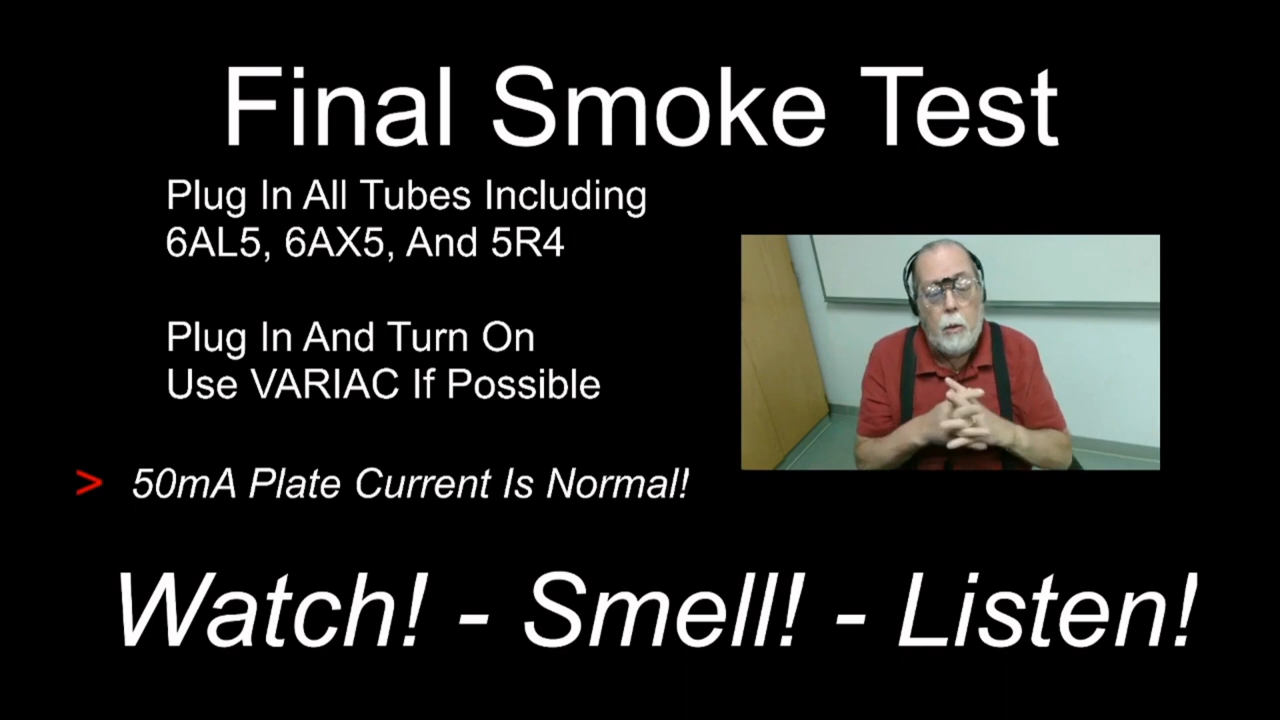 Final Smoke Test
Plug In All Tubes Including
6AL5, 6AX5, And 5R4
Plug In And Turn On
Use VARIAC If Possible
> 50mA Plate Current Is Normal!
Watch! - Smell! - Listen!